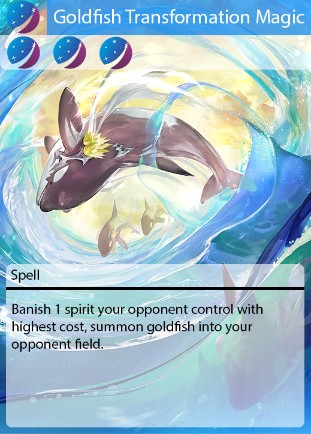 Goldfish Transformation Magic
Spell
Banish 1 spirit your opponent control with
highest cost, summon goldfish into your
opponent field.